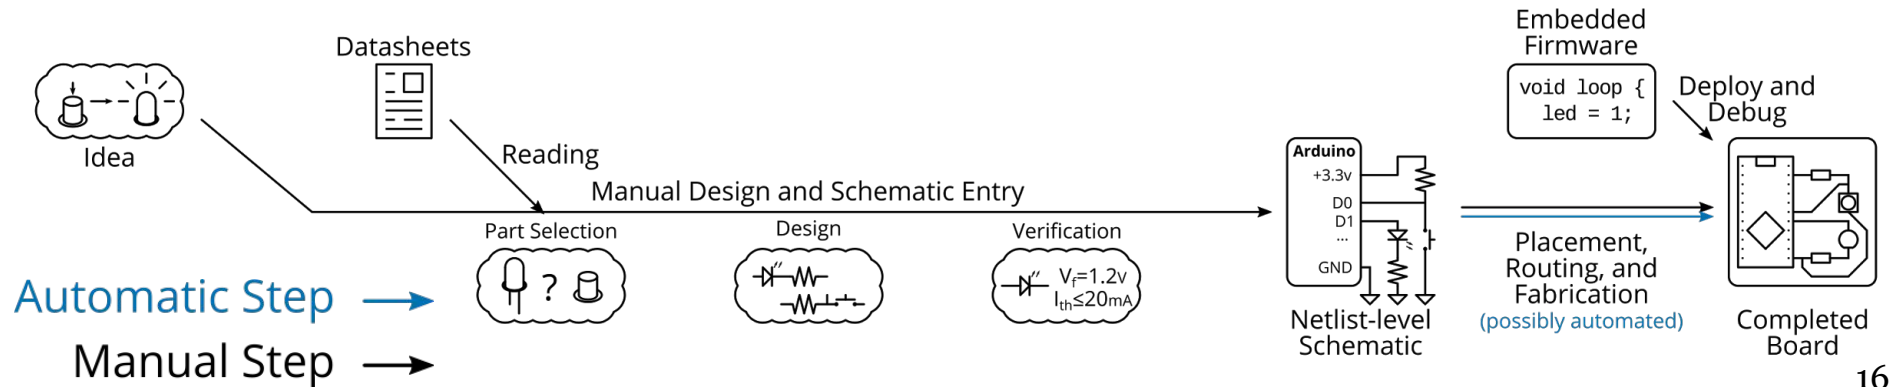 Idea
Datasheets
Reading
Manual Design and Schematic Entry
Part Selection
?
Design
Verification
Vf=1.2v
Ith≤20mA
Automatic Step
Manual Step
Arduino
+3.3v
D0
D1
...
GND
Netlist-level
Schematic
Embedded
Firmware
void loop {
led = 1;
Deploy and
Debug
Placement,
Routing, and
Fabrication
(possibly automated)
Completed
Board
16